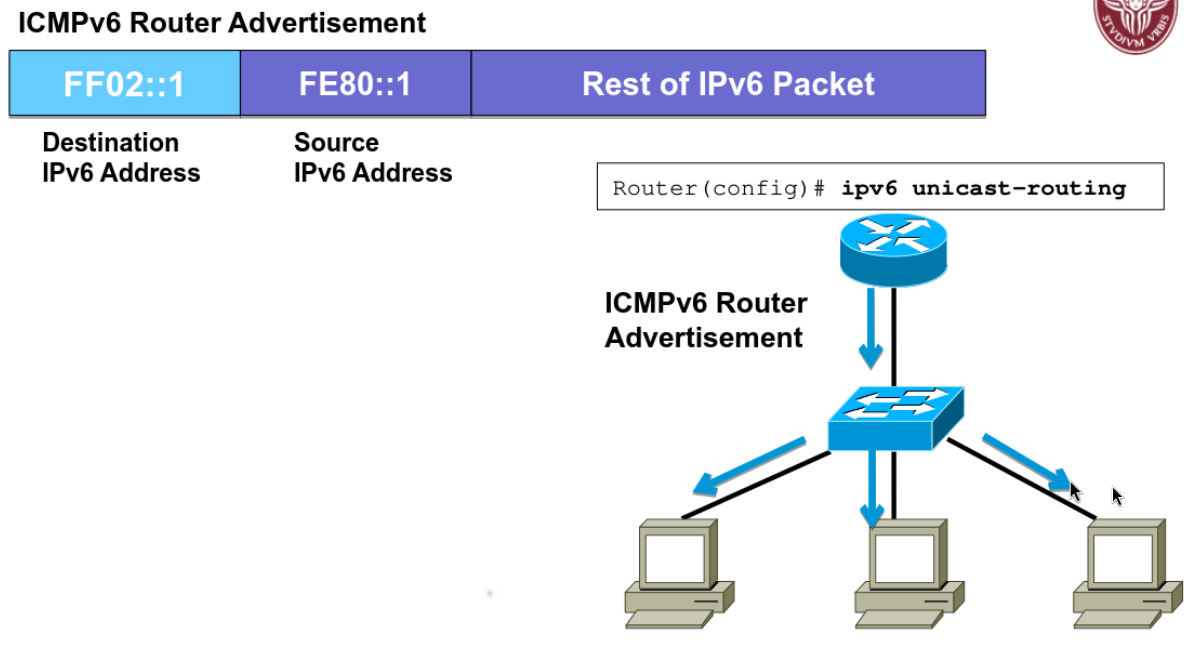 ICMPv6 Router Advertisement
FF02::1
FE80::1
Rest of IPv6 Packet
Destination
IPv6 Address
Source
IPv6 Address
Router(config)# ipv6 unicast-routing
ICMPv6 Router
Advertisement
STVDIVM VRBIS